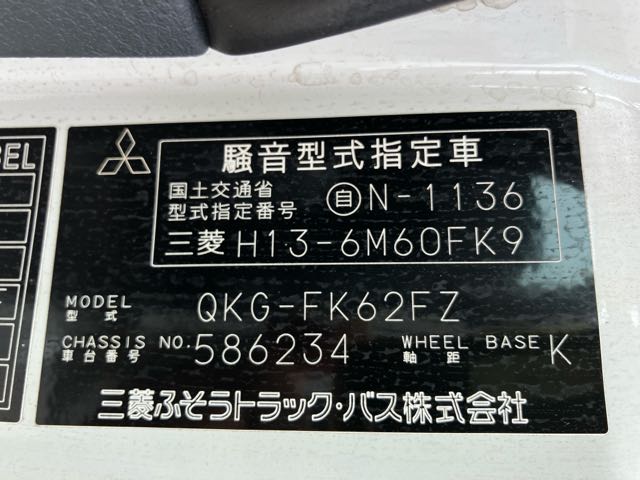 BEL
騒音型式指定車
国土交通省
型式指定番号 自N-1136
三菱 H13-6M60FK9
MODEL
型式 QKG-FK62FZ
CHASSIS NO. 586234 WHEEL BASE K
車台番号 軸距
三菱ふそうトラック・バス株式会社